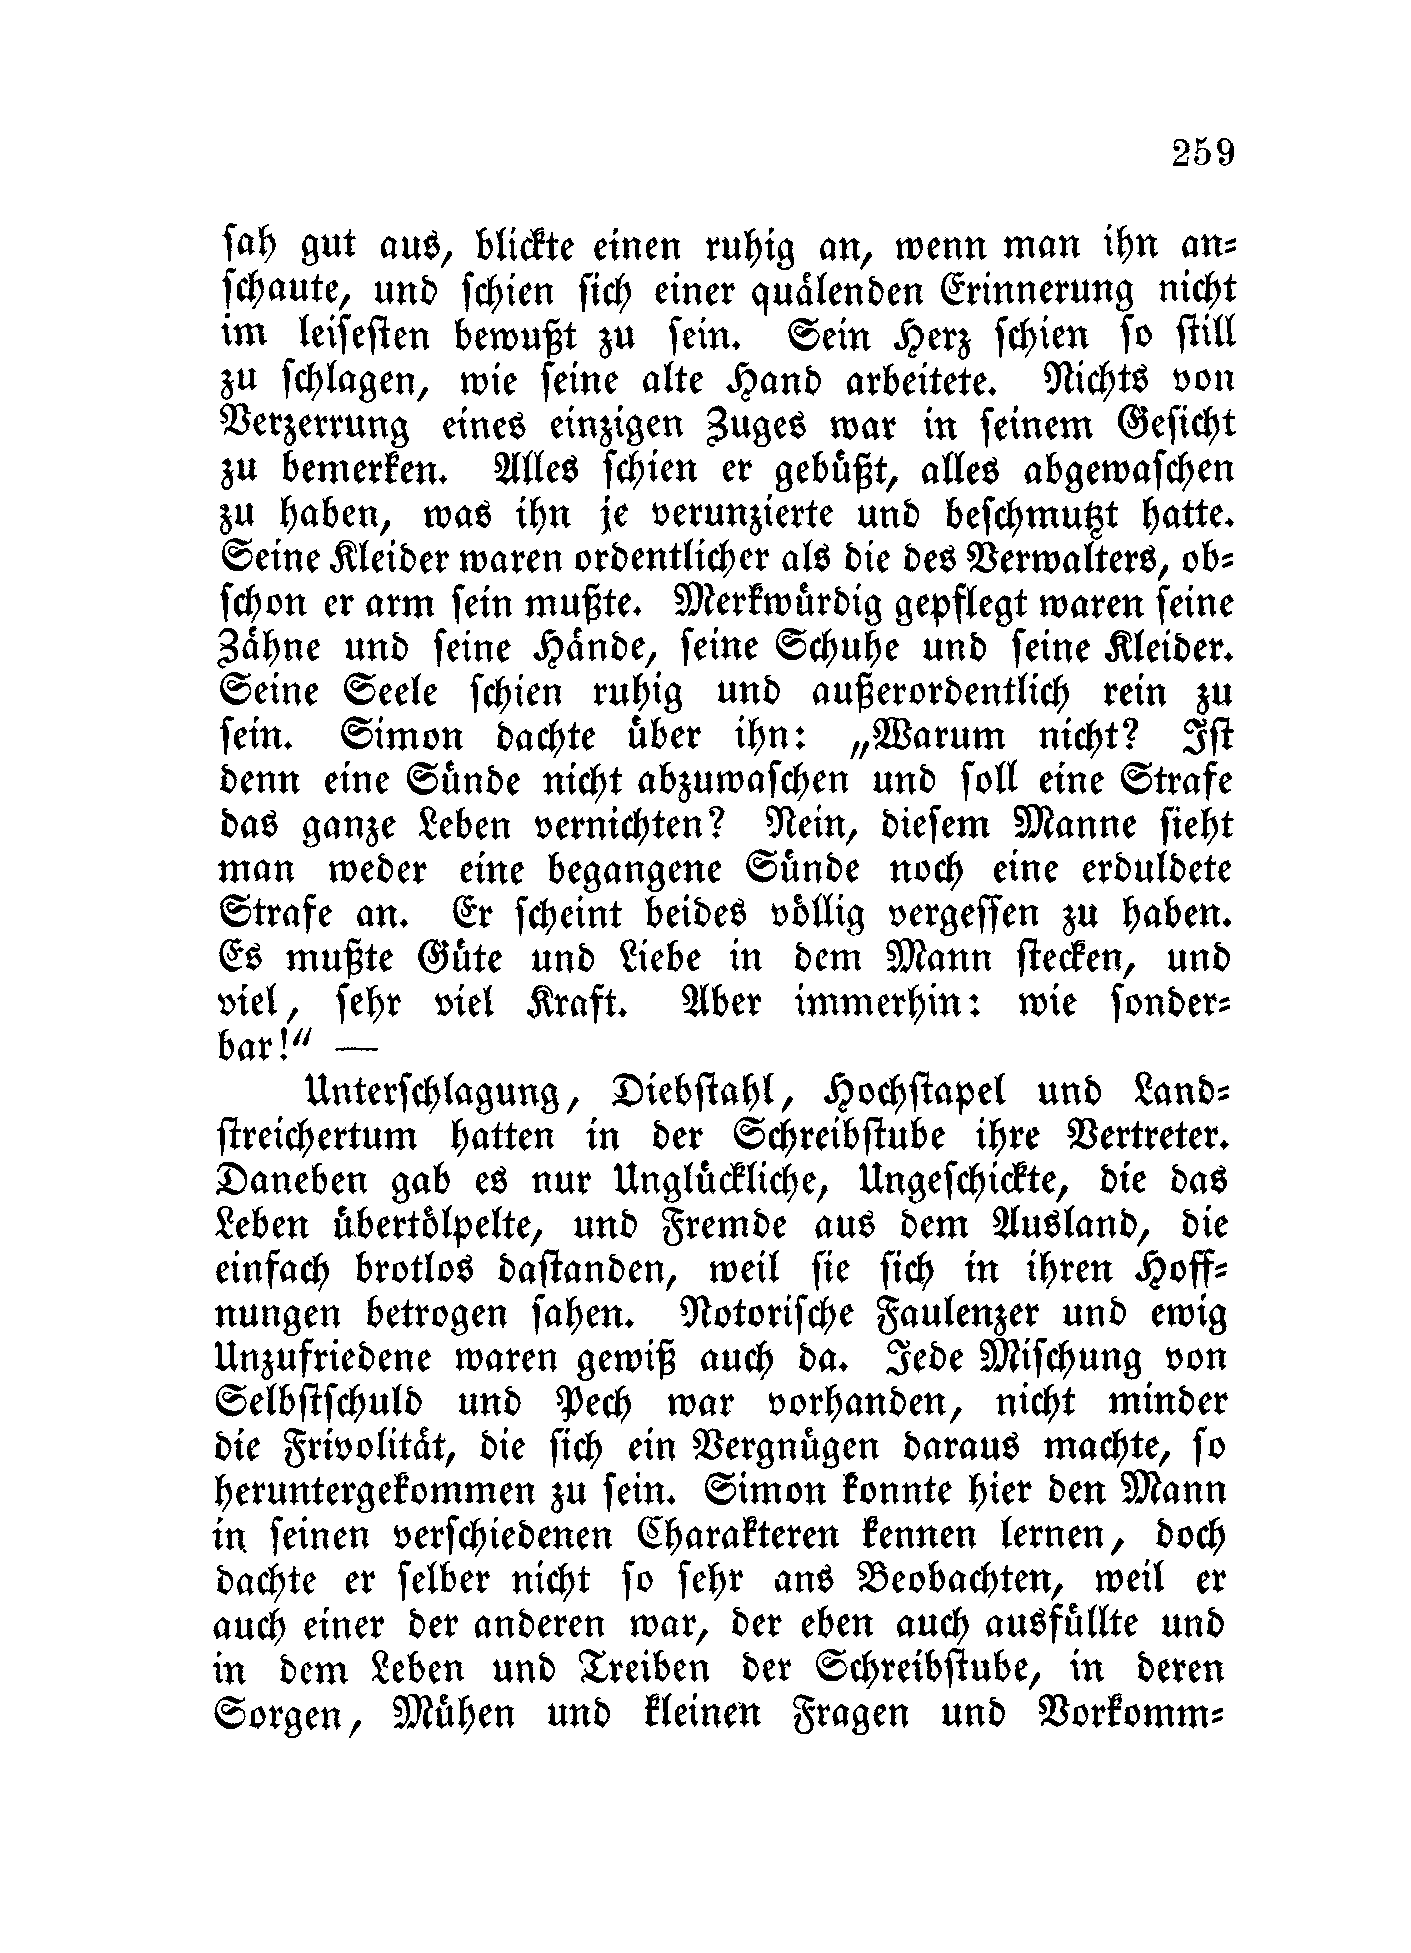 259
sah gut aus, blickte einen ruhig an, wenn man ihn an-
schaute, und schien sich einer quälenden Erinnerung nicht
im leisesten bewußt zu sein. Sein Herz schien so still
zu schlagen, wie seine alte Hand arbeitete. Nichts von
Verzerrung eines einzigen Zuges war in seinem Gesicht
zu bemerken. Alles schien er gebüßt, alles abgewaschen
zu haben, was ihn je verunzierte und beschmutzt hatte.
Seine Kleider waren ordentlicher als die des Verwalters, ob-
schon er arm sein mußte. Merkwürdig gepflegt waren seine
Zähne und seine Hände, seine Schuhe und seine Kleider.
Seine Seele schien ruhig und außerordentlich rein zu
sein. Simon dachte über ihn: „Warum nicht? Ist
denn eine Sünde nicht abzuwaschen und soll eine Strafe
das ganze Leben vernichten? Nein, diesem Manne sieht
man weder eine begangene Sünde noch eine erduldete
Strafe an. Er scheint beides völlig vergessen zu haben.
Es mußte Güte und Liebe in dem Mann stecken, und
viel, sehr viel Kraft. Aber immerhin: wie sonder-
bar!“ —
Unterschlagung, Diebstahl, Hochstapel und Land-
streichertum hatten in der Schreibstube ihre Vertreter.
Daneben gab es nur Unglückliche, Ungeschickte, die das
Leben übertölpelte, und Fremde aus dem Ausland, die
einfach brotlos dastanden, weil sie sich in ihren Hoff-
nungen betrogen sahen. Notorische Faulenzer und ewig
Unzufriedene waren gewiß auch da. Jede Mischung von
Selbstschuld und Pech war vorhanden, nicht minder
die Frivolität, die sich ein Vergnügen daraus machte, so
heruntergekommen zu sein. Simon konnte hier den Mann
in seinen verschiedenen Charakteren kennen lernen, doch
dachte er selber nicht so sehr ans Beobachten, weil er
auch einer der anderen war, der eben auch ausfüllte und
in dem Leben und Treiben der Schreibstube, in deren
Sorgen, Mühen und kleinen Fragen und Vorkomm-